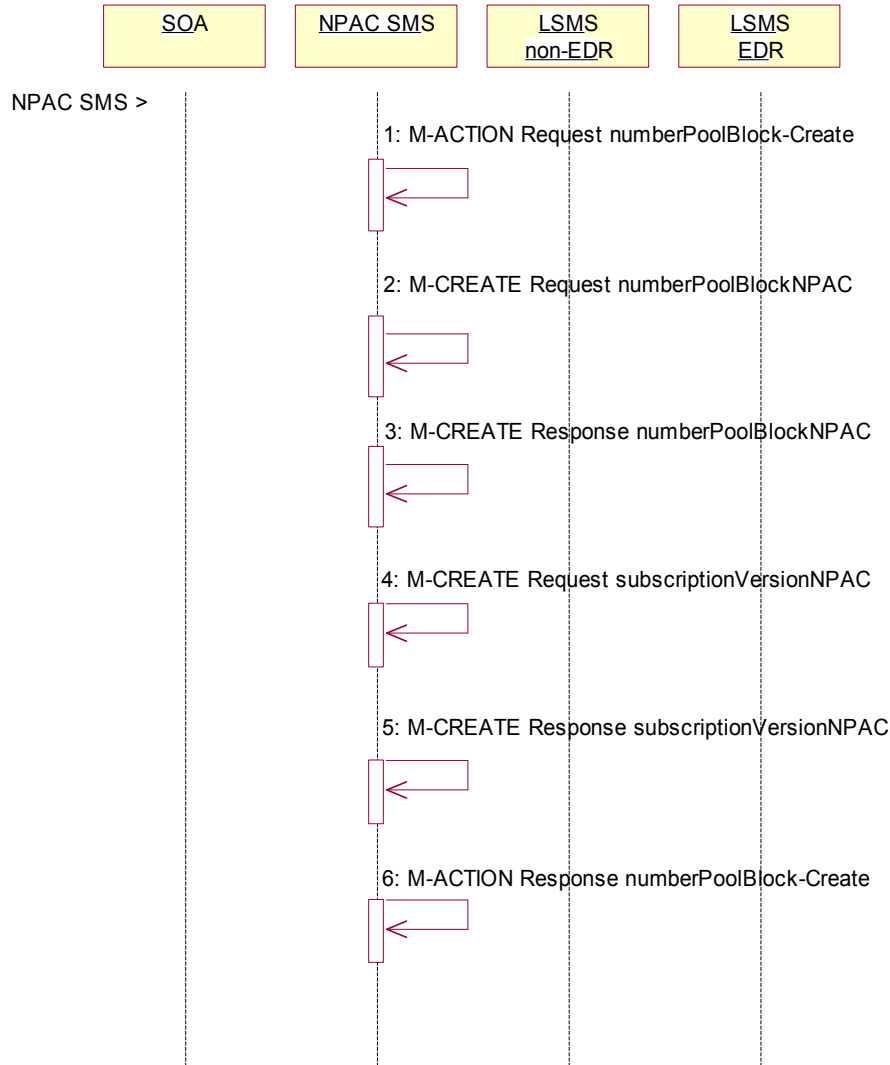 SOA
NPAC SMS
LSMS
non-EDR
LSMS
EDR
NPAC SMS >
1: M-ACTION Request numberPoolBlock-Create
2: M-CREATE Request numberPoolBlockNPAC
3: M-CREATE Response numberPoolBlockNPAC
4: M-CREATE Request subscriptionVersionNPAC
5: M-CREATE Response subscriptionVersionNPAC
6: M-ACTION Response numberPoolBlock-Create